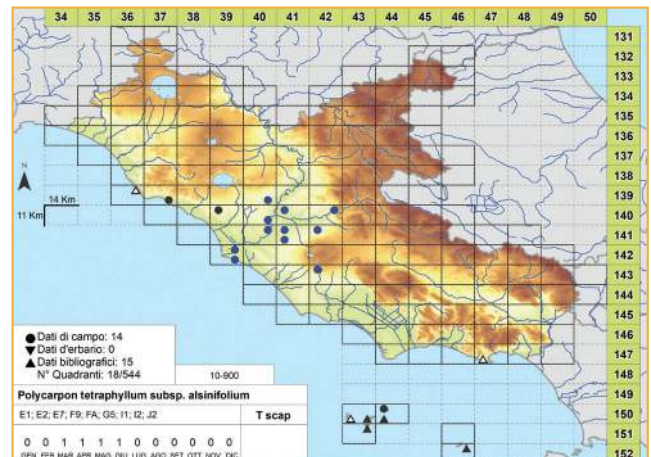 34 35 36 37 38 39 40 41 42 43 44 45 46 47 48 49 50
131
132
133
134
135
136
137
138
139
140
141
142
143
144
145
146
147
148
149
150
151
152
N
14 Km
11 Km
Dati di campo: 14
Dati d'erbario: 0
Dati bibliografici: 15
N° Quadranti: 18/544
10-900
Polycarpon tetraphyllum subsp. alsinifolium
E1; E2; E7; F9; FA; G5; I1; I2; J2
T scap
0 0 1 1 1 1 0 0 0 0 0 0
GEN FEB MAR APR MAG GIU LUG AGO SET OTT NOV DIC